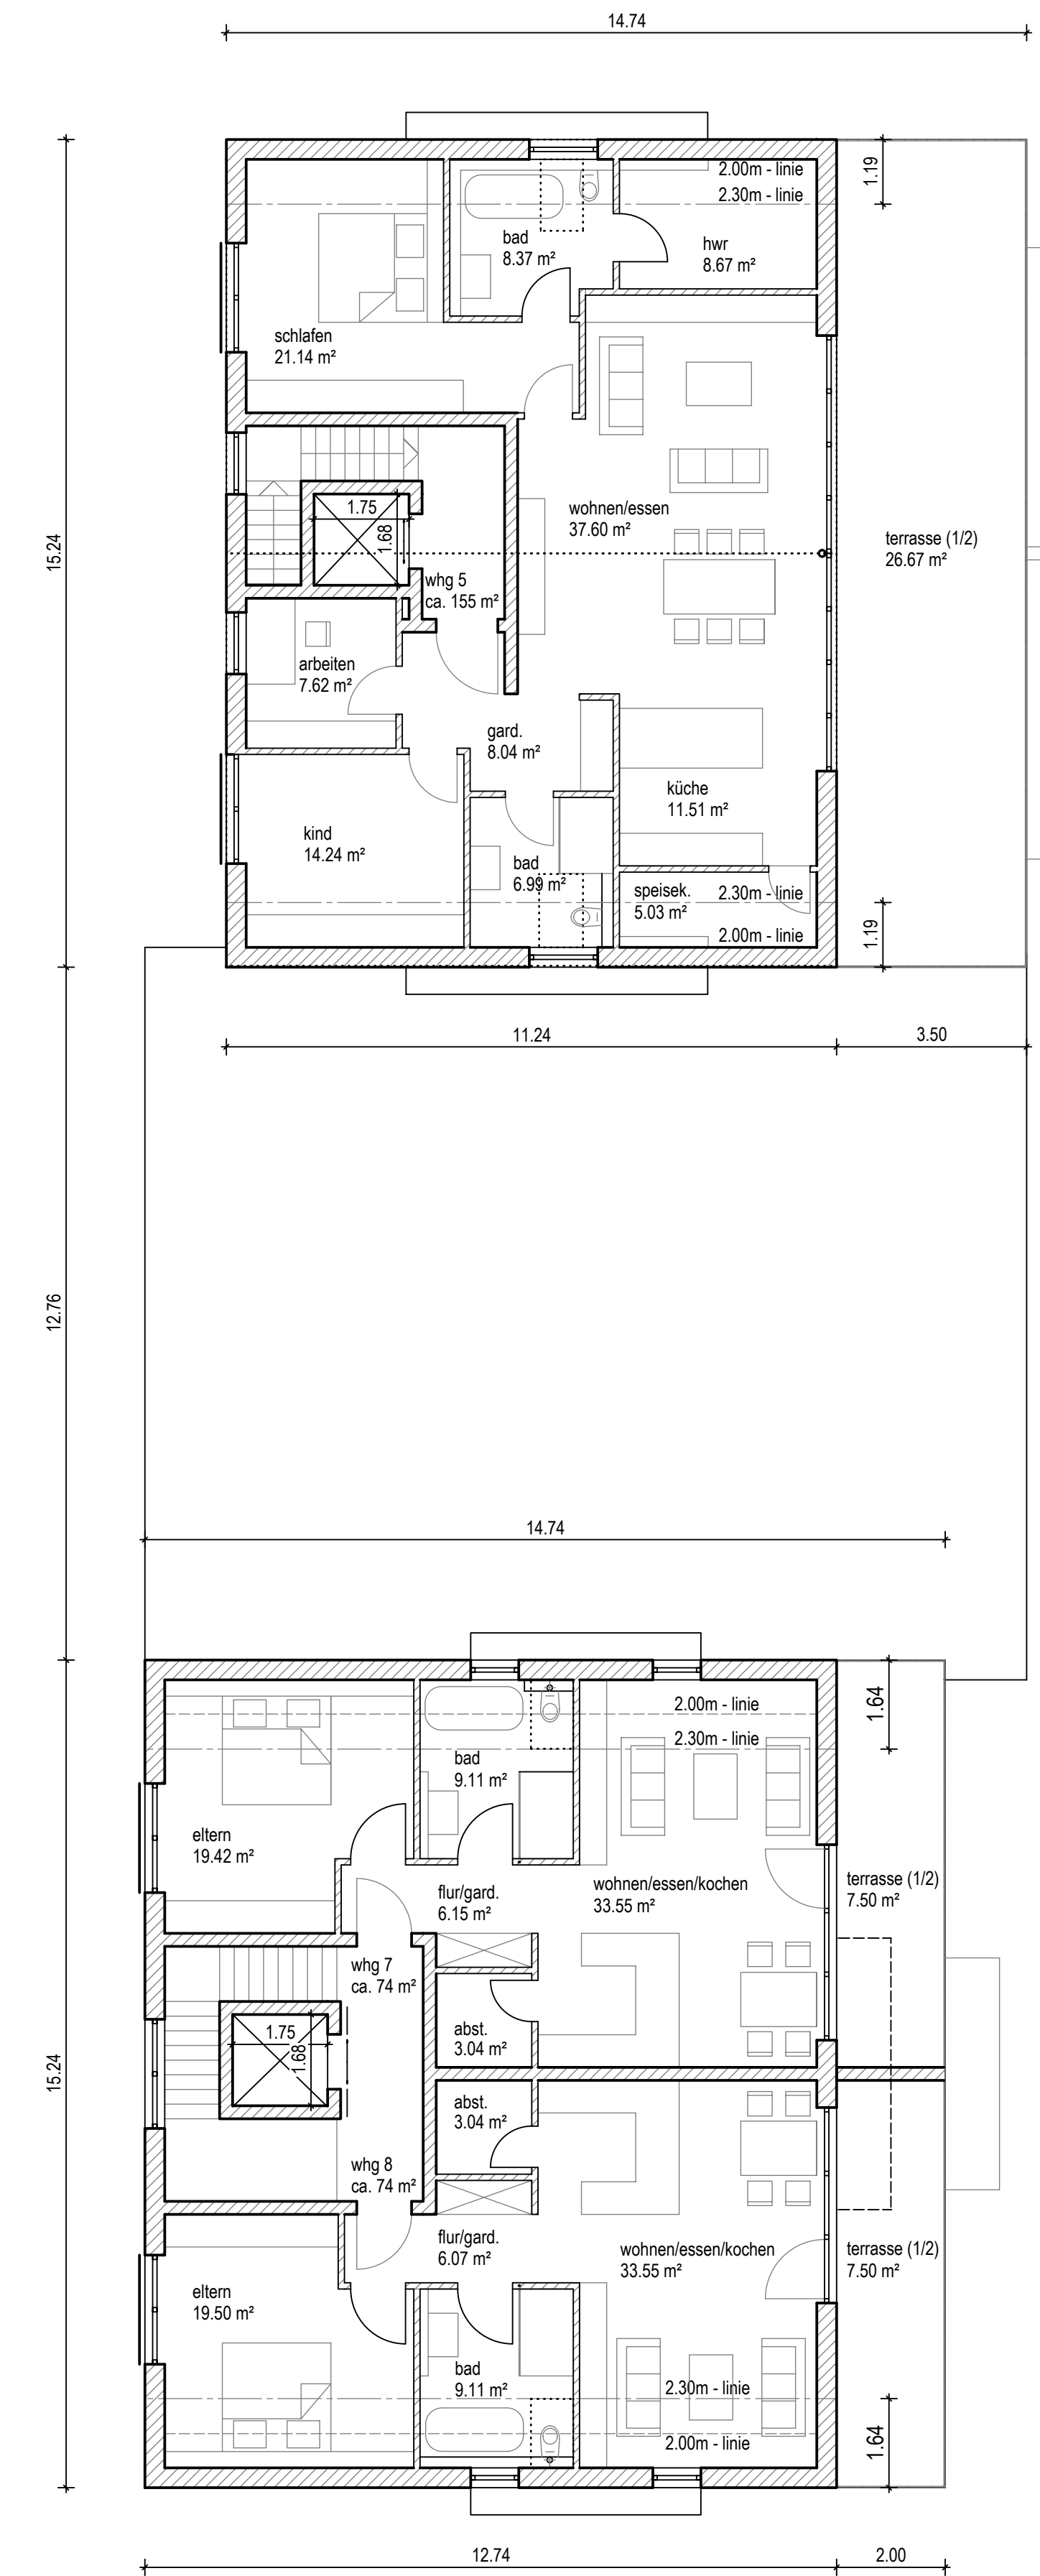 14.74
1.19
2.00m - linie
2.30m - linie
bad
8.37 m²
hwr
8.67 m²
schlafen
21.14 m²
1.75
1.68
wohnen/essen
37.60 m²
terrasse (1/2)
26.67 m²
15.24
whg 5
ca. 155 m²
arbeiten
7.62 m²
gard.
8.04 m²
küche
11.51 m²
kind
14.24 m²
bad
6.99 m²
speisek.
5.03 m²
2.30m - linie
2.00m - linie
1.19
11.24
3.50
12.76
14.74
1.64
2.00m - linie
2.30m - linie
bad
9.11 m²
eltern
19.42 m²
flur/gard.
6.15 m²
wohnen/essen/kochen
33.55 m²
terrasse (1/2)
7.50 m²
whg 7
ca. 74 m²
1.75
1.68
abst.
3.04 m²
15.24
abst.
3.04 m²
whg 8
ca. 74 m²
flur/gard.
6.07 m²
wohnen/essen/kochen
33.55 m²
terrasse (1/2)
7.50 m²
eltern
19.50 m²
bad
9.11 m²
2.30m - linie
2.00m - linie
1.64
12.74
2.00